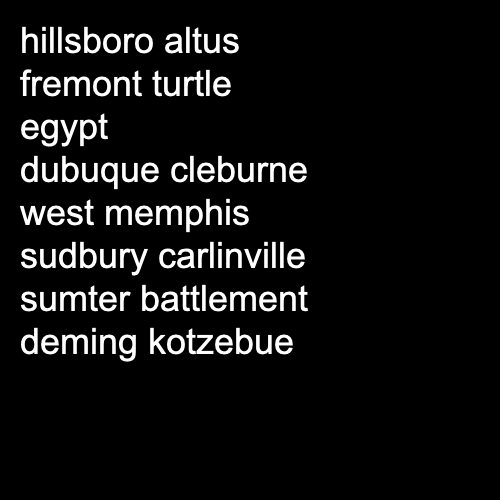 hillsboro altus
fremont turtle
egypt
dubuque cleburne
west memphis
sudbury carlinville
sumter battlement
deming kotzebue